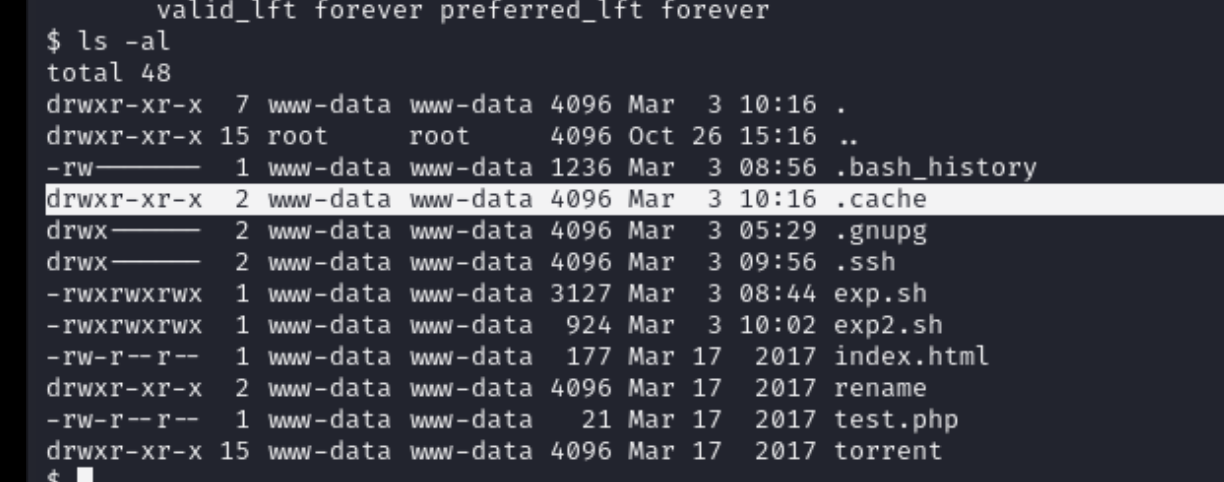 valid_lft forever preferred_lft forever
$ ls -al
total 48
drwxr-xr-x  7 www-data www-data 4096 Mar  3 10:16 .
drwxr-xr-x 15 root     root     4096 Oct 26 15:16 ..
-rw-------  1 www-data www-data 1236 Mar  3 08:56 .bash_history
drwxr-xr-x  2 www-data www-data 4096 Mar  3 10:16 .cache
drwx------  2 www-data www-data 4096 Mar  3 05:29 .gnupg
drwx------  2 www-data www-data 4096 Mar  3 09:56 .ssh
-rwxrwxrwx  1 www-data www-data 3127 Mar  3 08:44 exp.sh
-rwxrwxrwx  1 www-data www-data  924 Mar  3 10:02 exp2.sh
-rw-r--r--  1 www-data www-data  177 Mar 17  2017 index.html
drwxr-xr-x  2 www-data www-data 4096 Mar 17  2017 rename
-rw-r--r--  1 www-data www-data   21 Mar 17  2017 test.php
drwxr-xr-x 15 www-data www-data 4096 Mar 17  2017 torrent
$